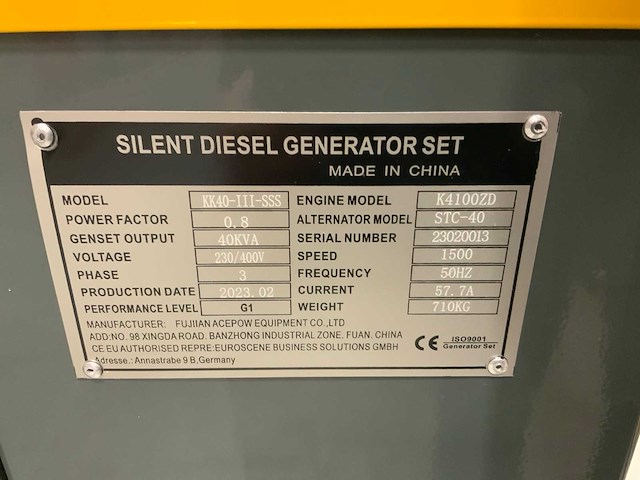 SILENT DIESEL GENERATOR SET
MADE IN CHINA
MODEL KK40-III-SSS ENGINE MODEL K4100ZD
POWER FACTOR 0.8 ALTERNATOR MODEL STC-40
GENSET OUTPUT 40KVA SERIAL NUMBER 23020013
VOLTAGE 230/400V SPEED 1500
PHASE 3 FREQUENCY 50HZ
PRODUCTION DATE 2023.02 CURRENT 57.7A
PERFORMANCE LEVEL G1 WEIGHT 710KG
MANUFACTURER: FUJIAN ACEPOW EQUIPMENT CO.,LTD
ADD:NO. 98 XINGDA ROAD. BANZHONG INDUSTRIAL ZONE. FUAN. CHINA
CE EU AUTHORISED REPRE: EUROSCENE BUSINESS SOLUTIONS GMBH
Adresse.: Annastrabe 9 B,Germany
CE ISO9001
Generator Set